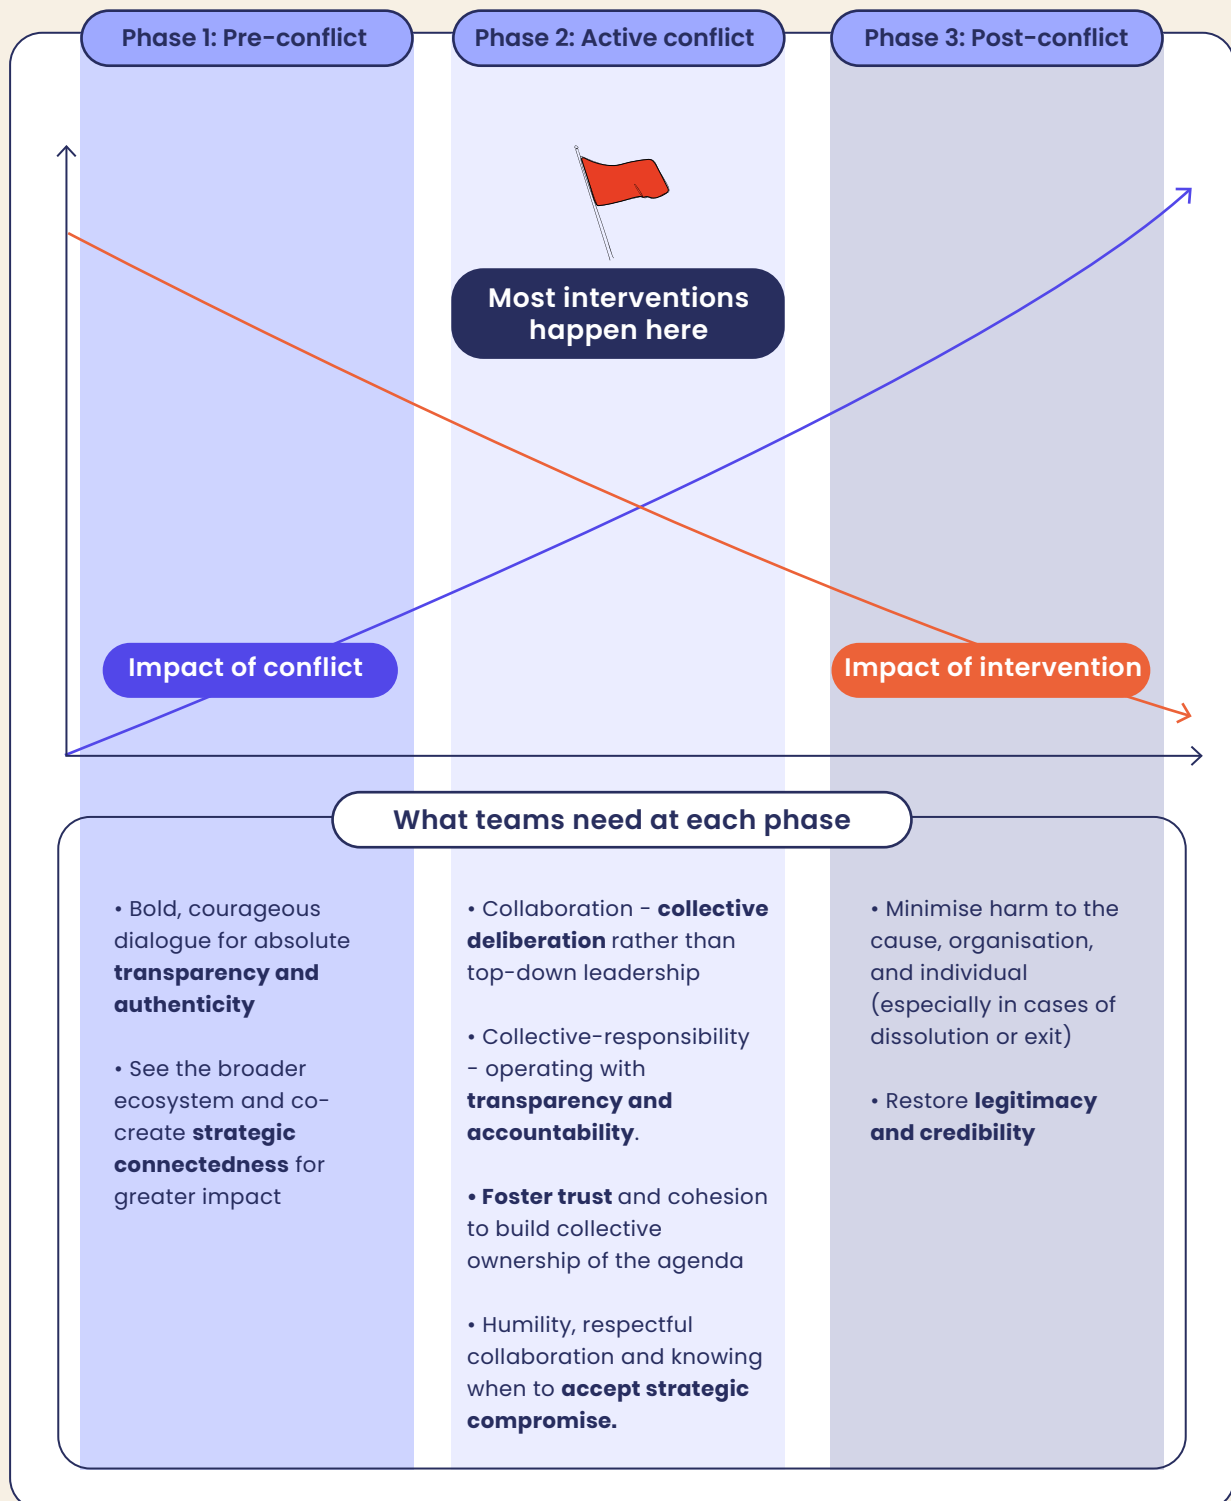 Phase 1: Pre-conflict
Phase 2: Active conflict
Phase 3: Post-conflict
Most interventions
happen here
Impact of conflict
Impact of intervention
What teams need at each phase
• Bold, courageous
dialogue for absolute
transparency and
authenticity
• See the broader
ecosystem and co-
create strategic
connectedness for
greater impact
• Collaboration - collective
deliberation rather than
top-down leadership
• Collective-responsibility
- operating with
transparency and
accountability.
• Foster trust and cohesion
to build collective
ownership of the agenda
• Humility, respectful
collaboration and knowing
when to accept strategic
compromise.
• Minimise harm to the
cause, organisation,
and individual
(especially in cases of
dissolution or exit)
• Restore legitimacy
and credibility